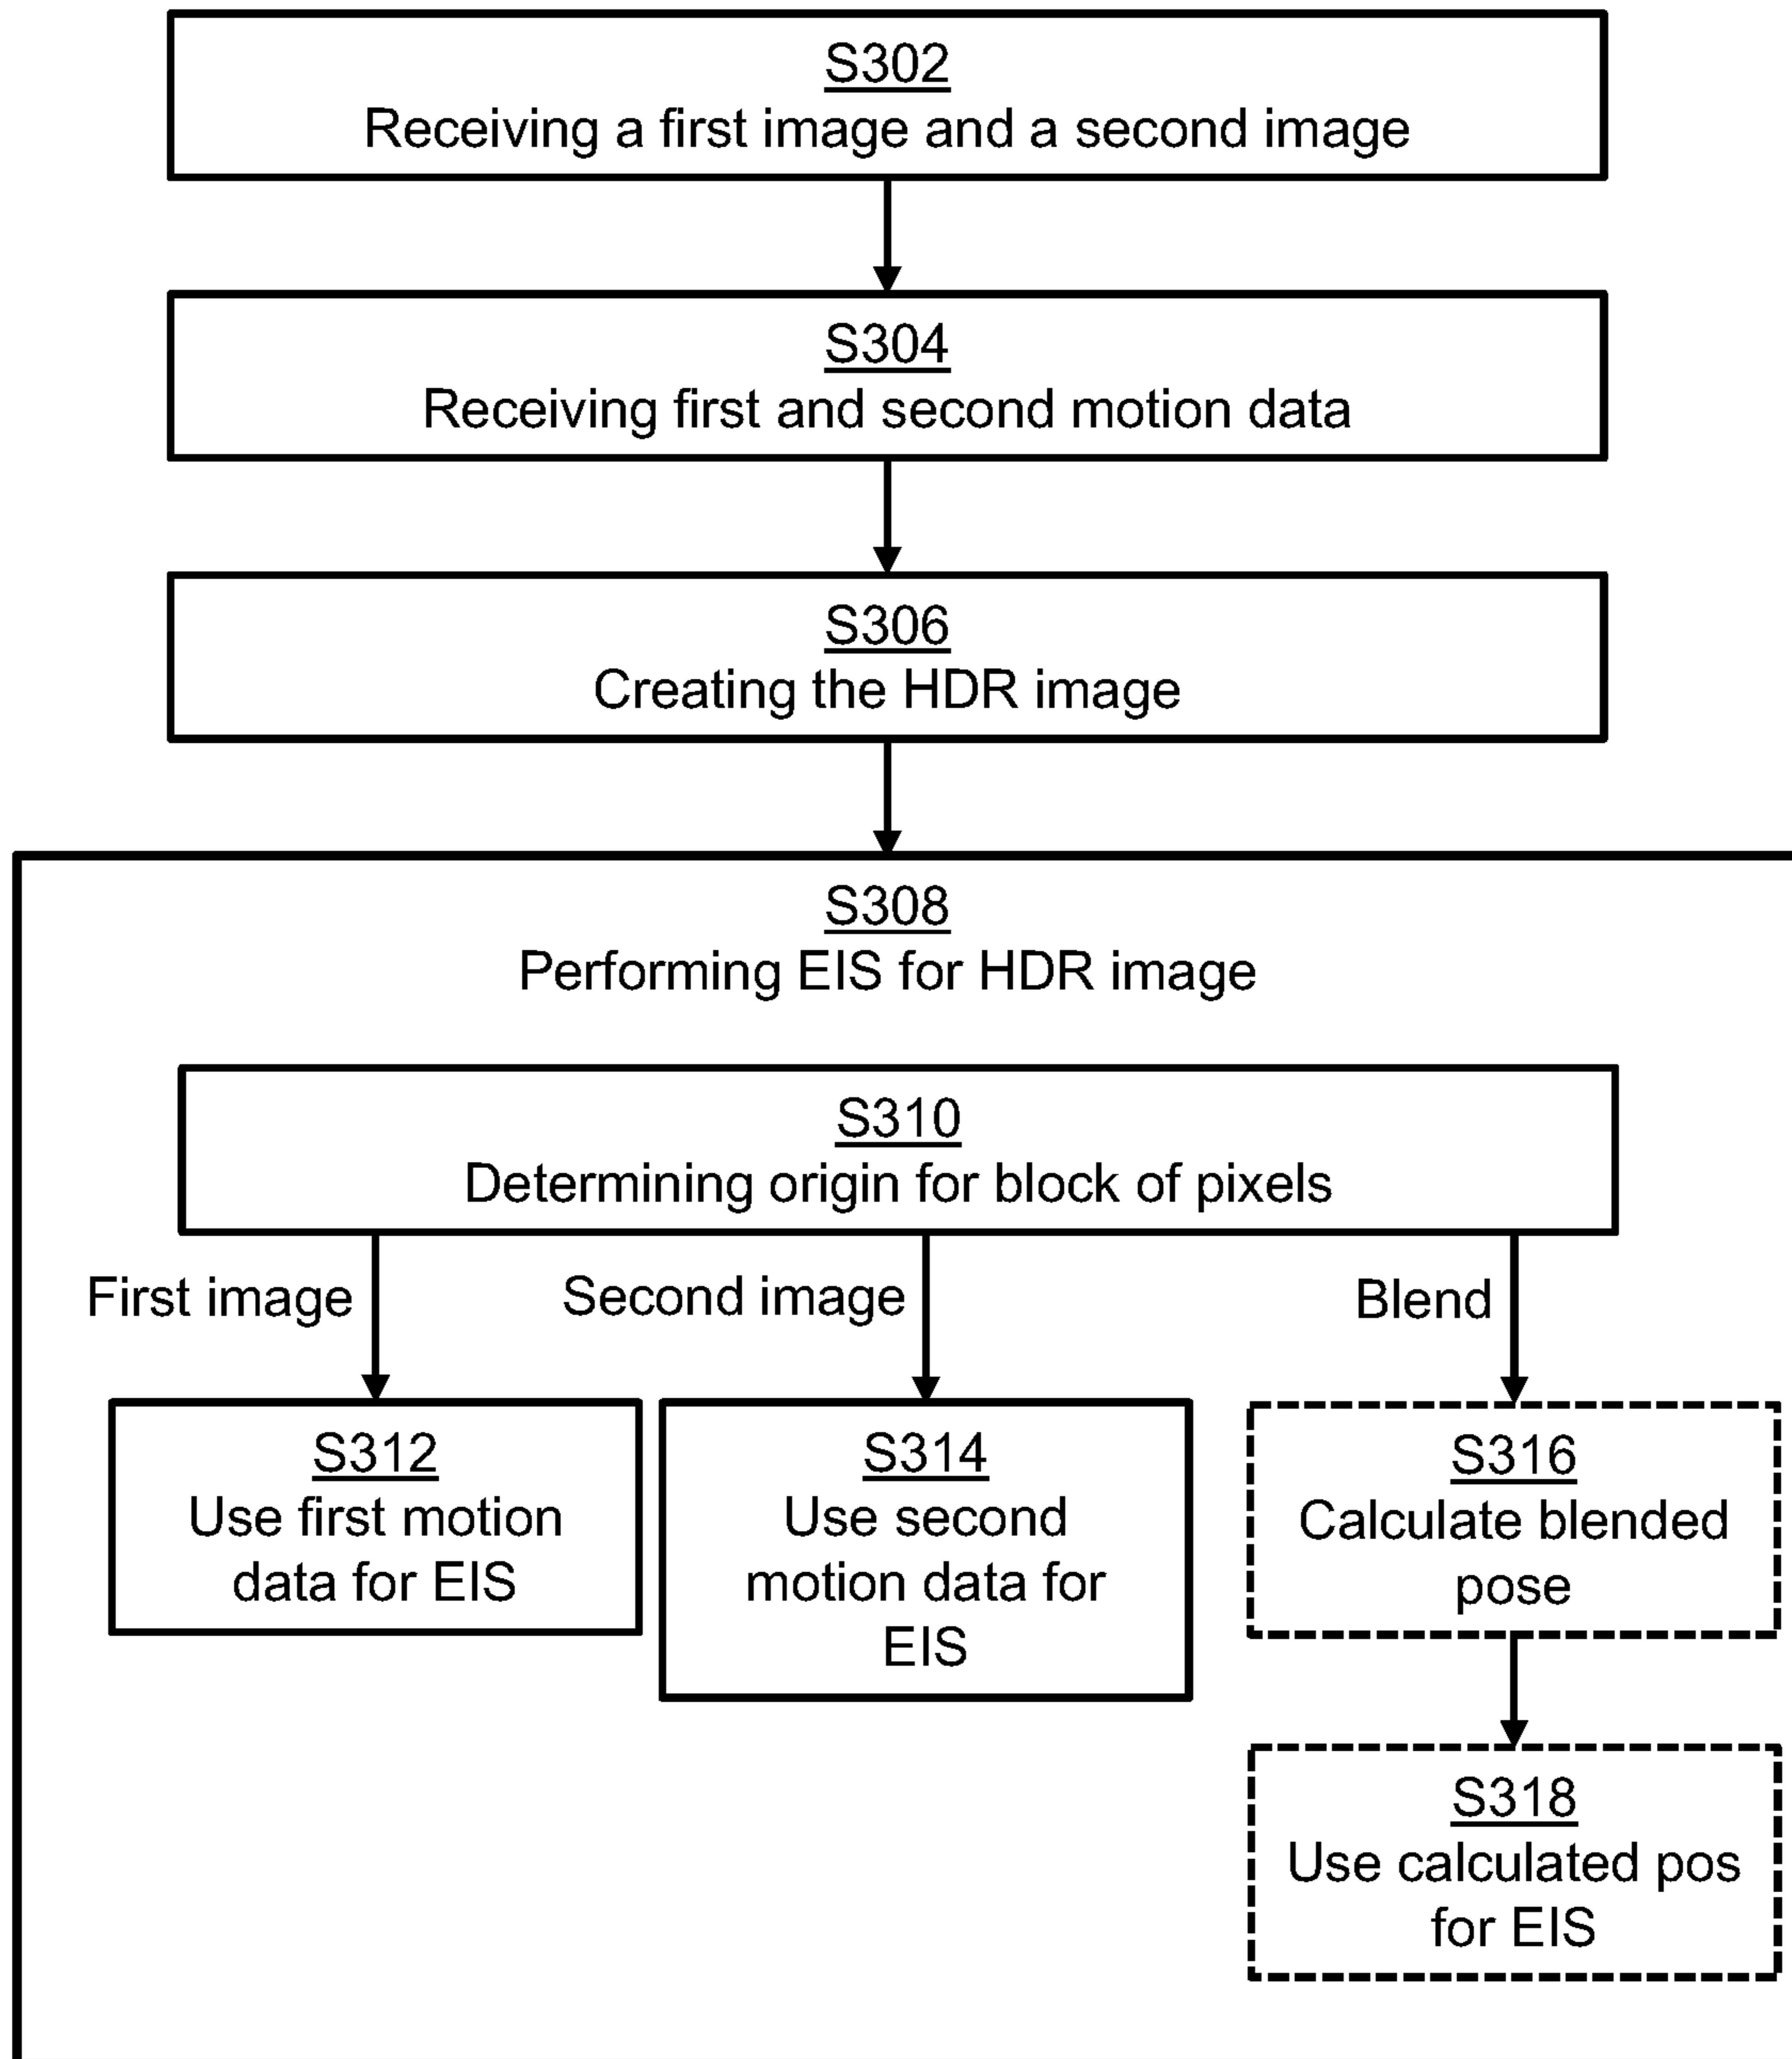 S302
Receiving a first image and a second image
S304
Receiving first and second motion data
S306
Creating the HDR image
S308
Performing EIS for HDR image
S310
Determining origin for block of pixels
First image
Second image
Blend
S312
Use first motion
data for EIS
S314
Use second
motion data for
EIS
S316
Calculate blended
pose
S318
Use calculated pos
for EIS